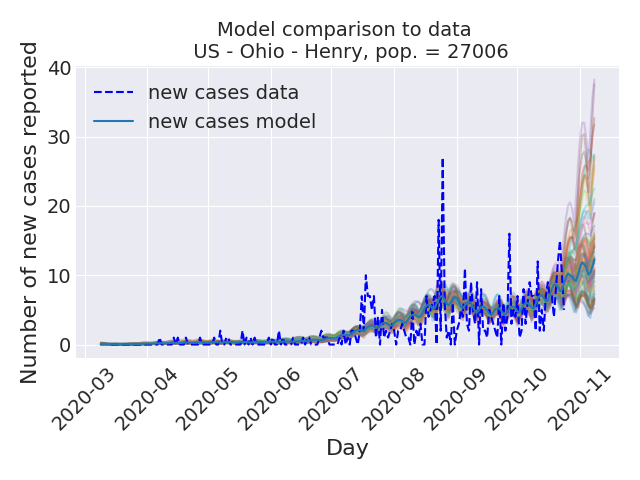 Model comparison to data
US - Ohio - Henry, pop. = 27006
Number of new cases reported
40
30
20
10
0
new cases data
new cases model
2020-03
2020-04
2020-05
2020-06
2020-07
2020-08
2020-09
2020-10
2020-11
Day